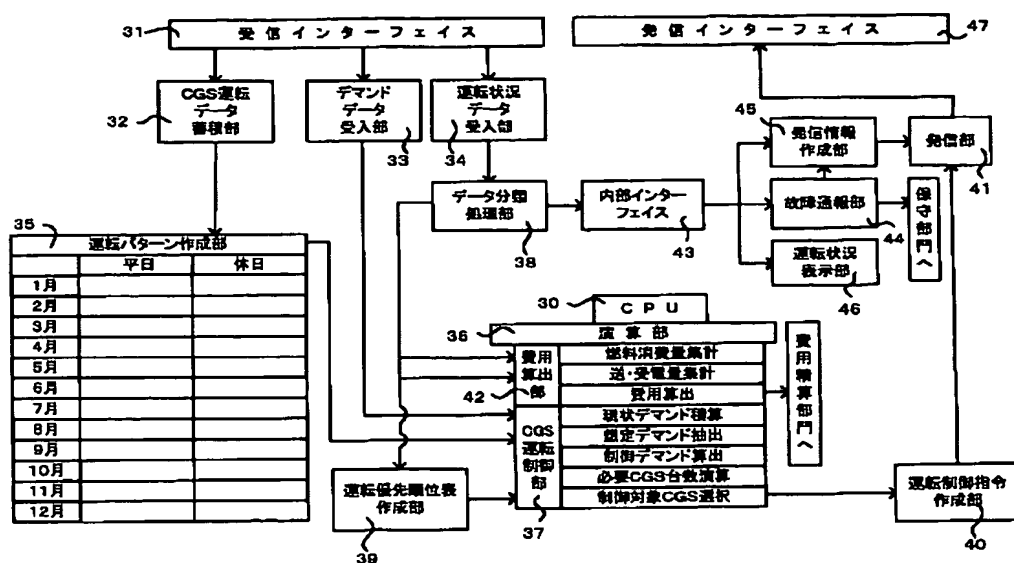 31
受信インターフェイス
発信インターフェイス
47
CGS運転
データ
蓄積部
32
デマンド
データ
受入部
33
運転状況
データ
受入部
34
45
発信情報
作成部
発信部
41
データ分類
処理部
38
内部インター
フェイス
43
故障通報部
44
保守部門へ
運転状況
表示部
46
35
運転パターン作成部
平日
休日
1月
2月
3月
4月
5月
6月
7月
8月
9月
10月
11月
12月
30
CPU
36
演算部
費用
算出
部
42
燃料消費量集計
送・受電量集計
費用算出
費用精算部門へ
CGS
運転
制御
部
37
現状デマンド積算
想定デマンド抽出
制御デマンド算出
必要CGS台数演算
制御対象CGS選択
運転優先順位表
作成部
39
運転制御指令
作成部
40